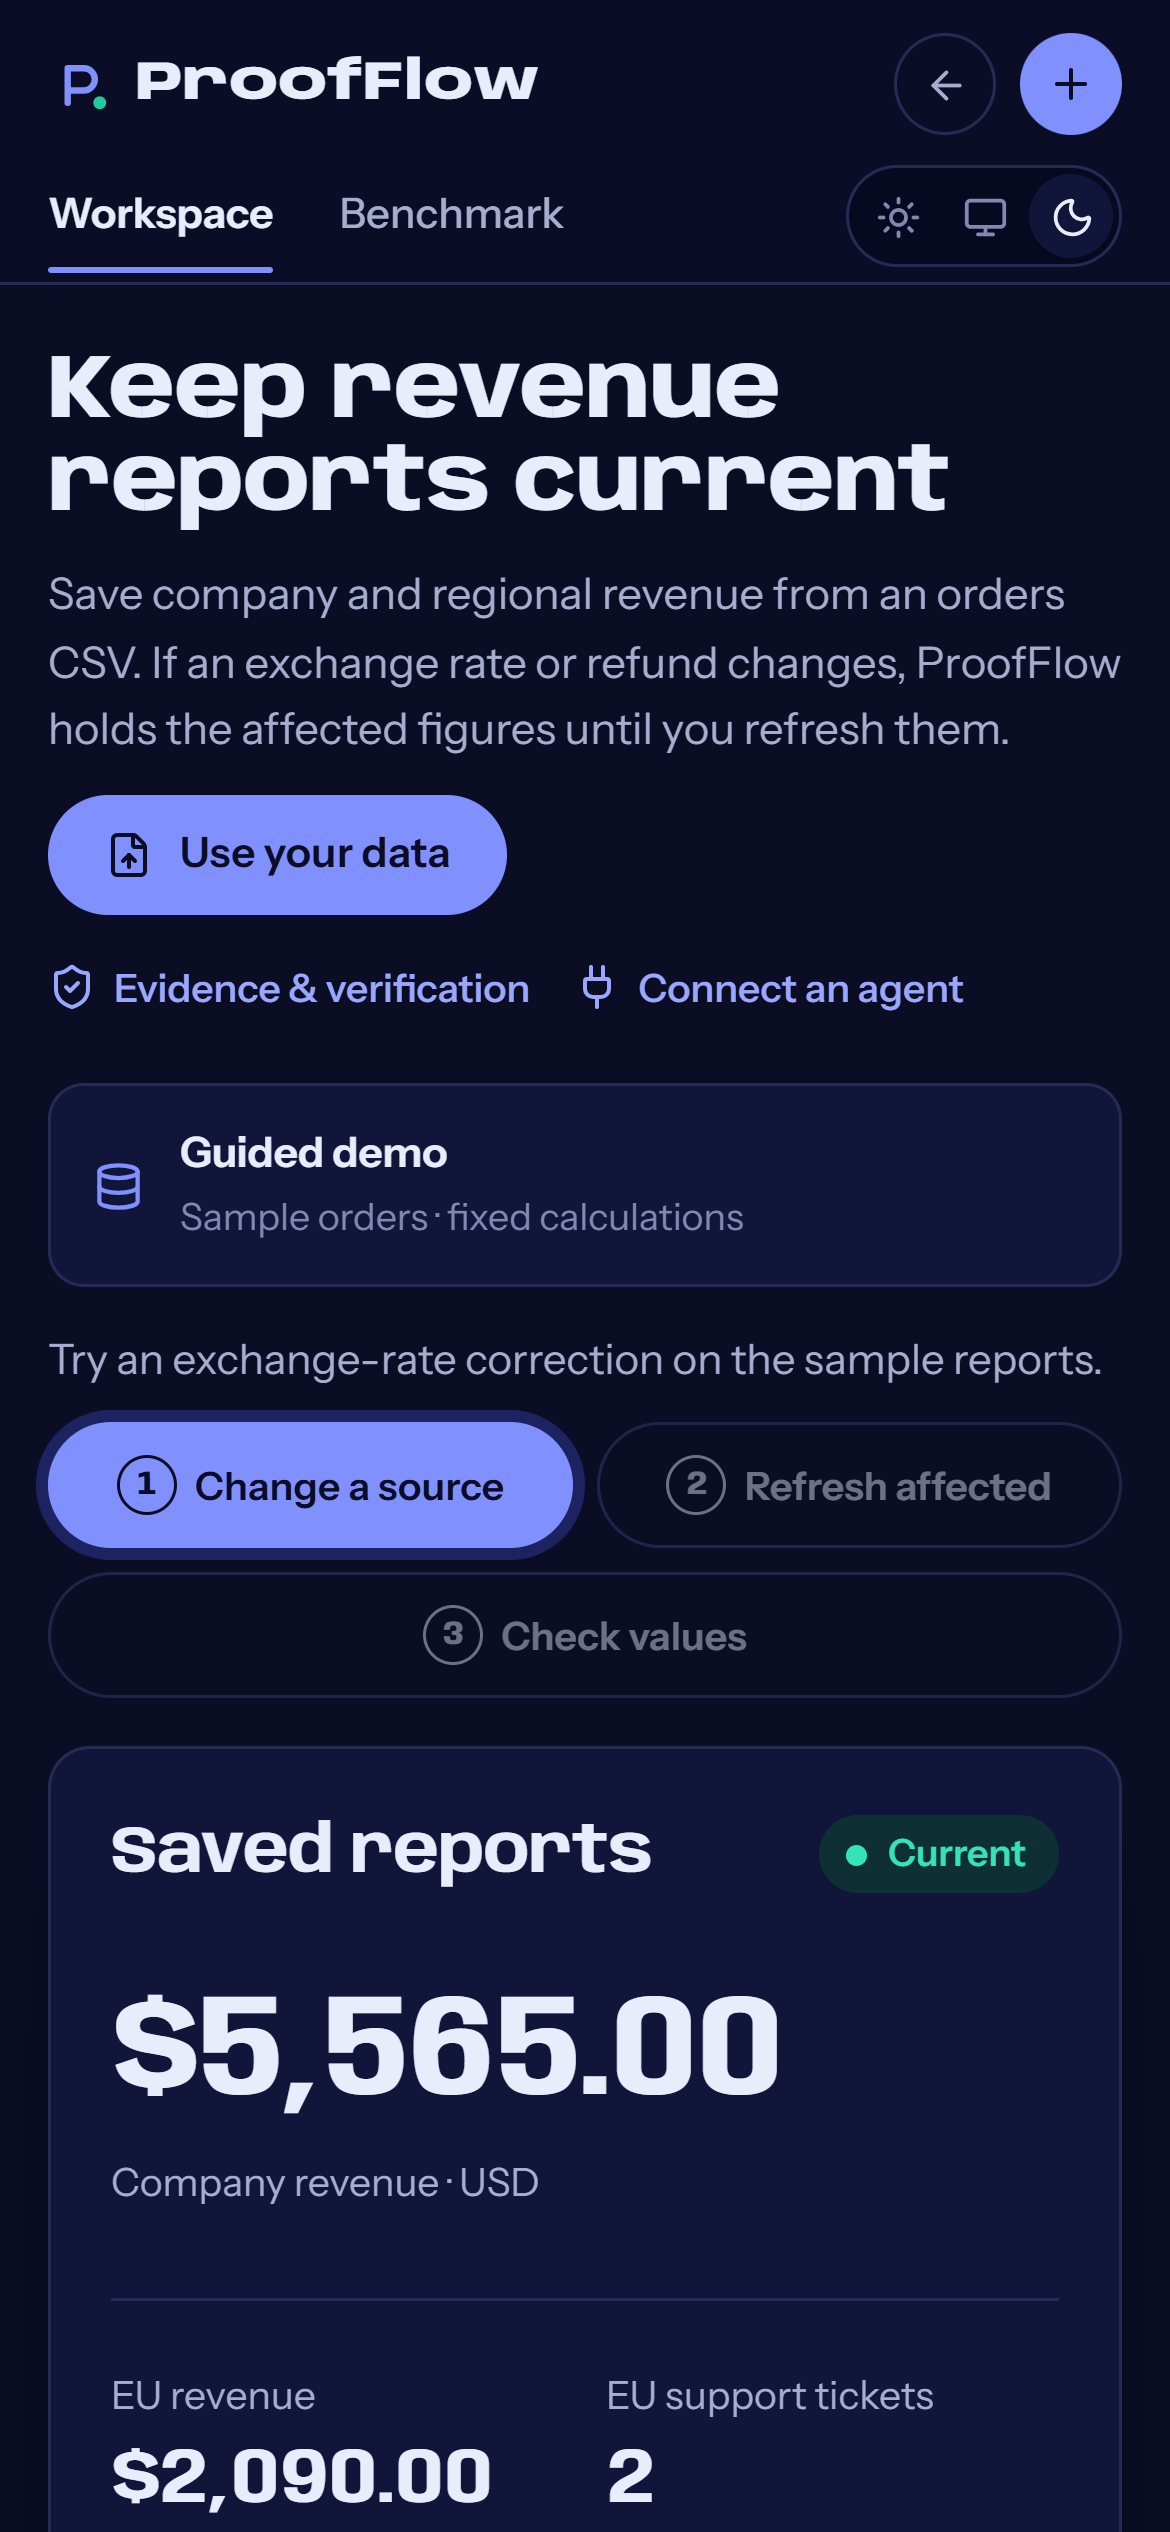 P. ProofFlow
Workspace
Benchmark
Keep revenue
reports current
Save company and regional revenue from an orders
CSV. If an exchange rate or refund changes, ProofFlow
holds the affected figures until you refresh them.
Use your data
Evidence & verification
Connect an agent
Guided demo
Sample orders · fixed calculations
Try an exchange-rate correction on the sample reports.
1 Change a source
2 Refresh affected
3 Check values
Saved reports
Current
$5,565.00
Company revenue · USD
EU revenue
EU support tickets
$2,090.00
2